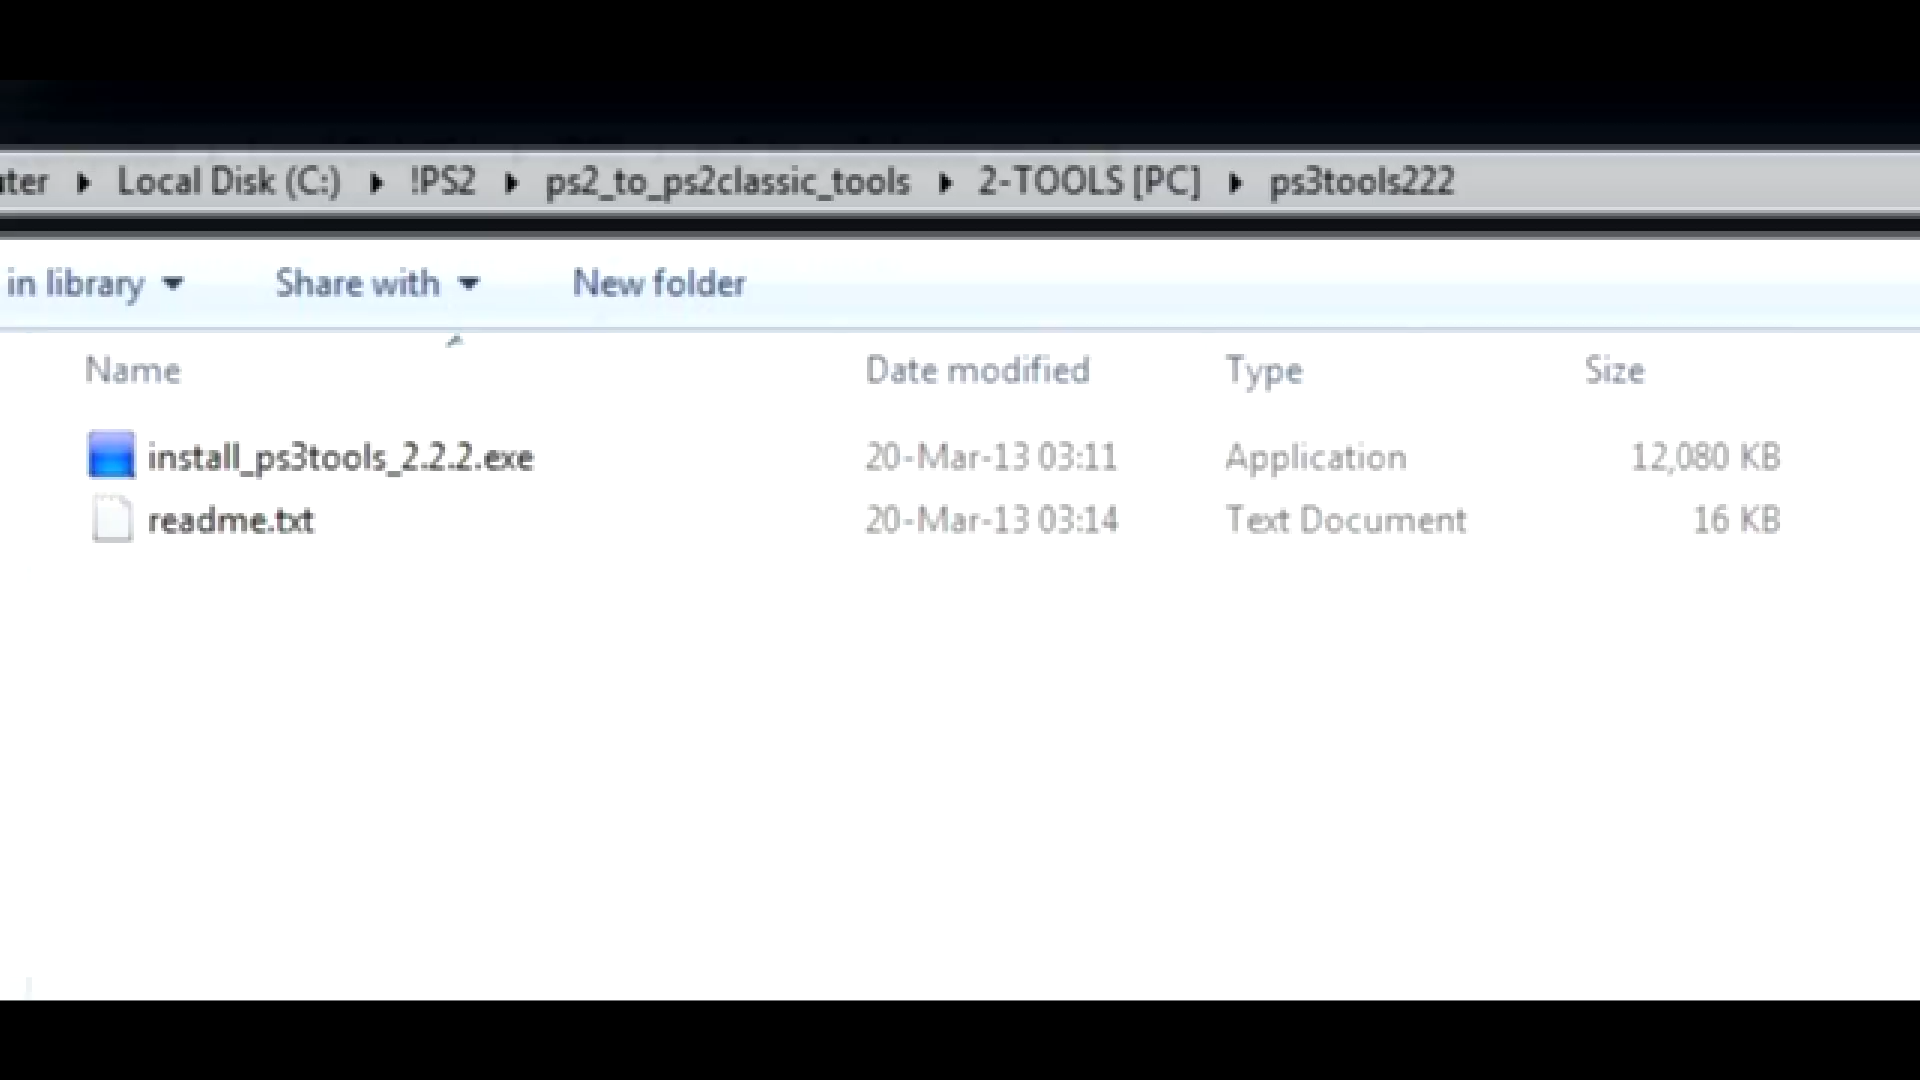 Local Disk (C:) !PS2 ps2_to_ps2classic_tools 2-TOOLS [PC] ps3tools222
in library Share with New folder
Name Date modified Type Size
install_ps3tools_2.2.2.exe 20-Mar-13 03:11 Application 12,080 KB
readme.txt 20-Mar-13 03:14 Text Document 16 KB